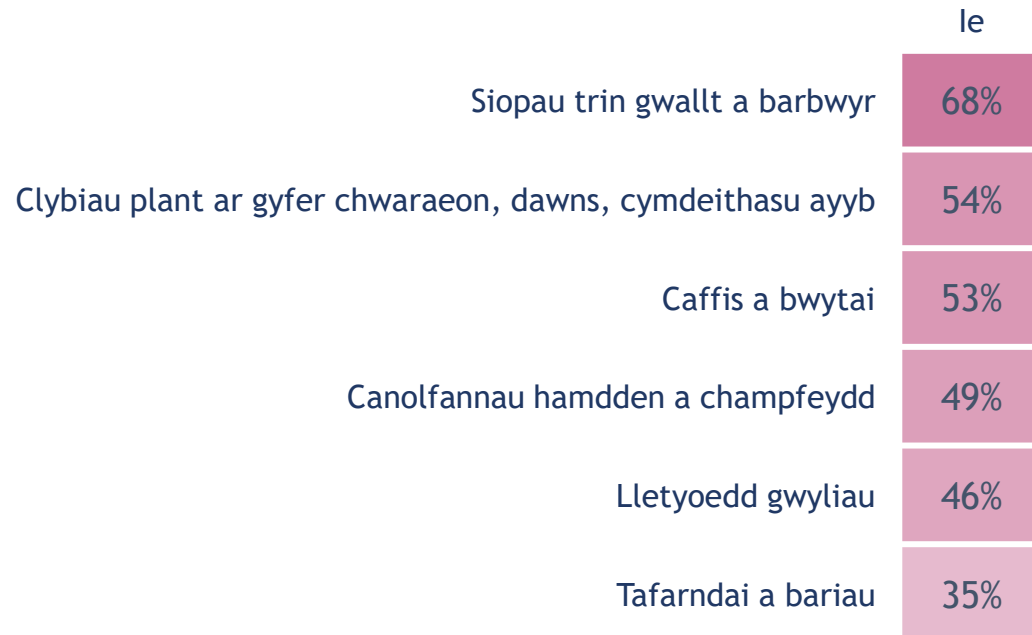 Ie
Siopau trin gwallt a barbwyr 68%
Clybiau plant ar gyfer chwaraeon, dawns, cymdeithasu ayyb 54%
Caffis a bwytai 53%
Canolfannau hamdden a champfeydd 49%
Lletyoedd gwyliau 46%
Tafarndai a bariau 35%